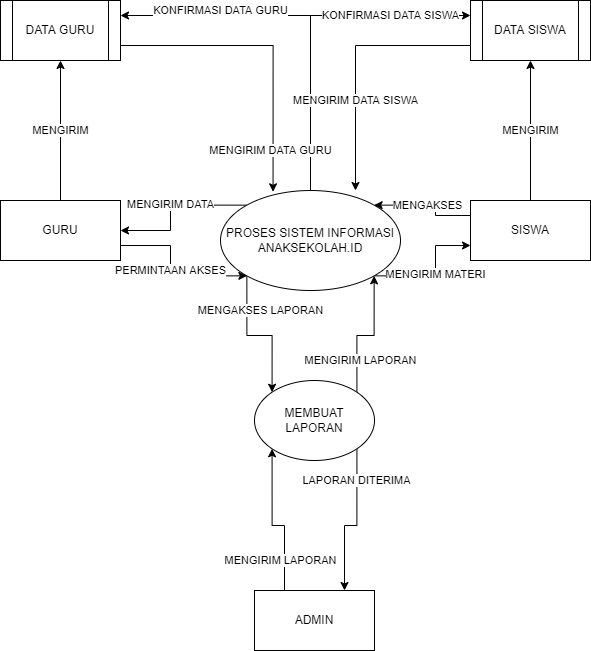 KONFIRMASI DATA GURU
KONFIRMASI DATA SISWA
DATA GURU
DATA SISWA
MENGIRIM DATA SISWA
MENGIRIM
MENGIRIM
MENGIRIM DATA GURU
MENGIRIM DATA
MENGAKSES
GURU
PROSES SISTEM INFORMASI
ANAKSEKOLAH.ID
SISWA
PERMINTAAN AKSES
MENGIRIM MATERI
MENGAKSES LAPORAN
MENGIRIM LAPORAN
MEMBUAT
LAPORAN
LAPORAN DITERIMA
MENGIRIM LAPORAN
ADMIN